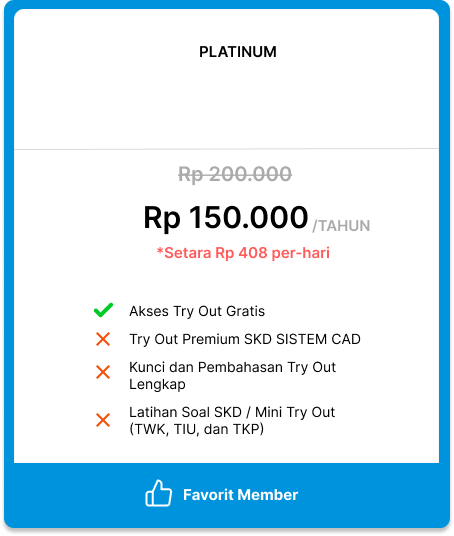 PLATINUM
Rp 200.000
Rp 150.000 /TAHUN
*Setara Rp 408 per-hari
Akses Try Out Gratis
Try Out Premium SKD SISTEM CAD
Kunci dan Pembahasan Try Out
Lengkap
Latihan Soal SKD / Mini Try Out
(TWK, TIU, dan TKP)
Favorit Member